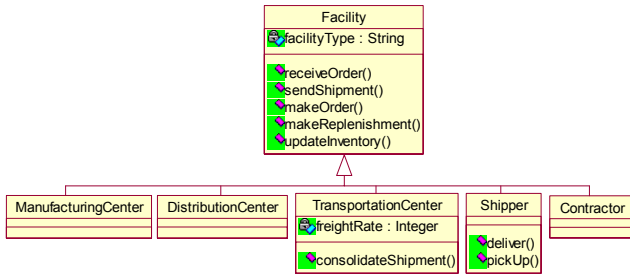 Facility
facilityType : String
receiveOrder()
sendShipment()
makeOrder()
makeReplenishment()
updateInventory()
ManufacturingCenter
DistributionCenter
TransportationCenter
freightRate : Integer
consolidateShipment()
Shipper
deliver()
pickUp()
Contractor